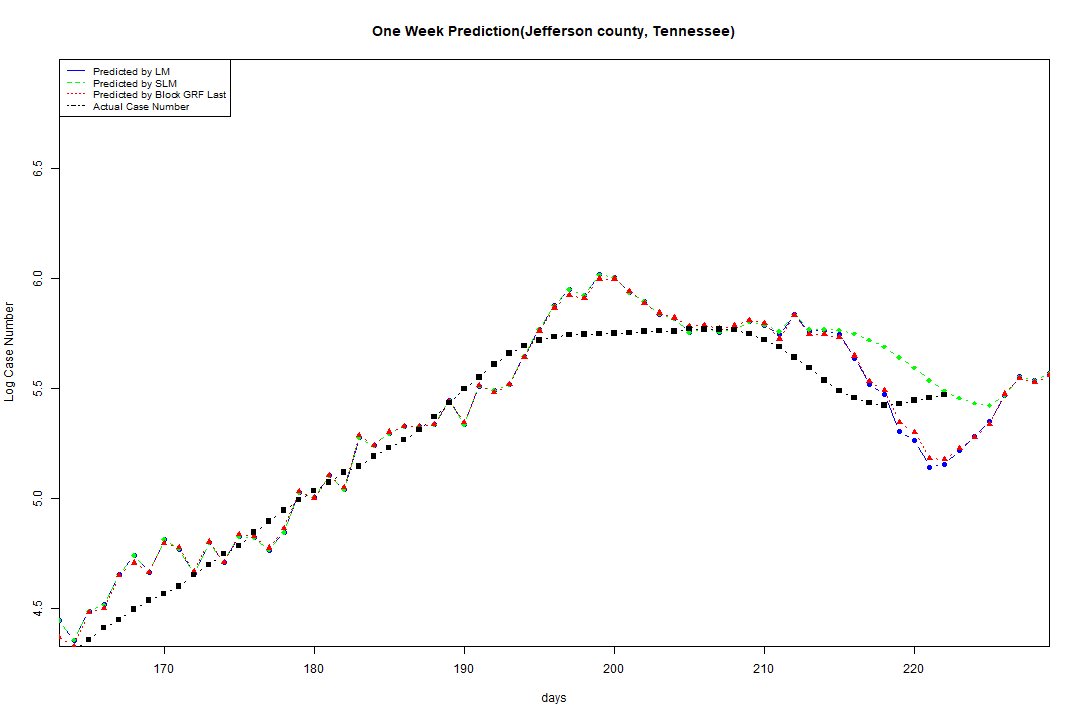 One Week Prediction(Jefferson county, Tennessee)
Predicted by LM
Predicted by SLM
Predicted by Block GRF Last
Actual Case Number
Log Case Number
6.5
6.0
5.5
5.0
4.5
170 180 190 200 210 220
days